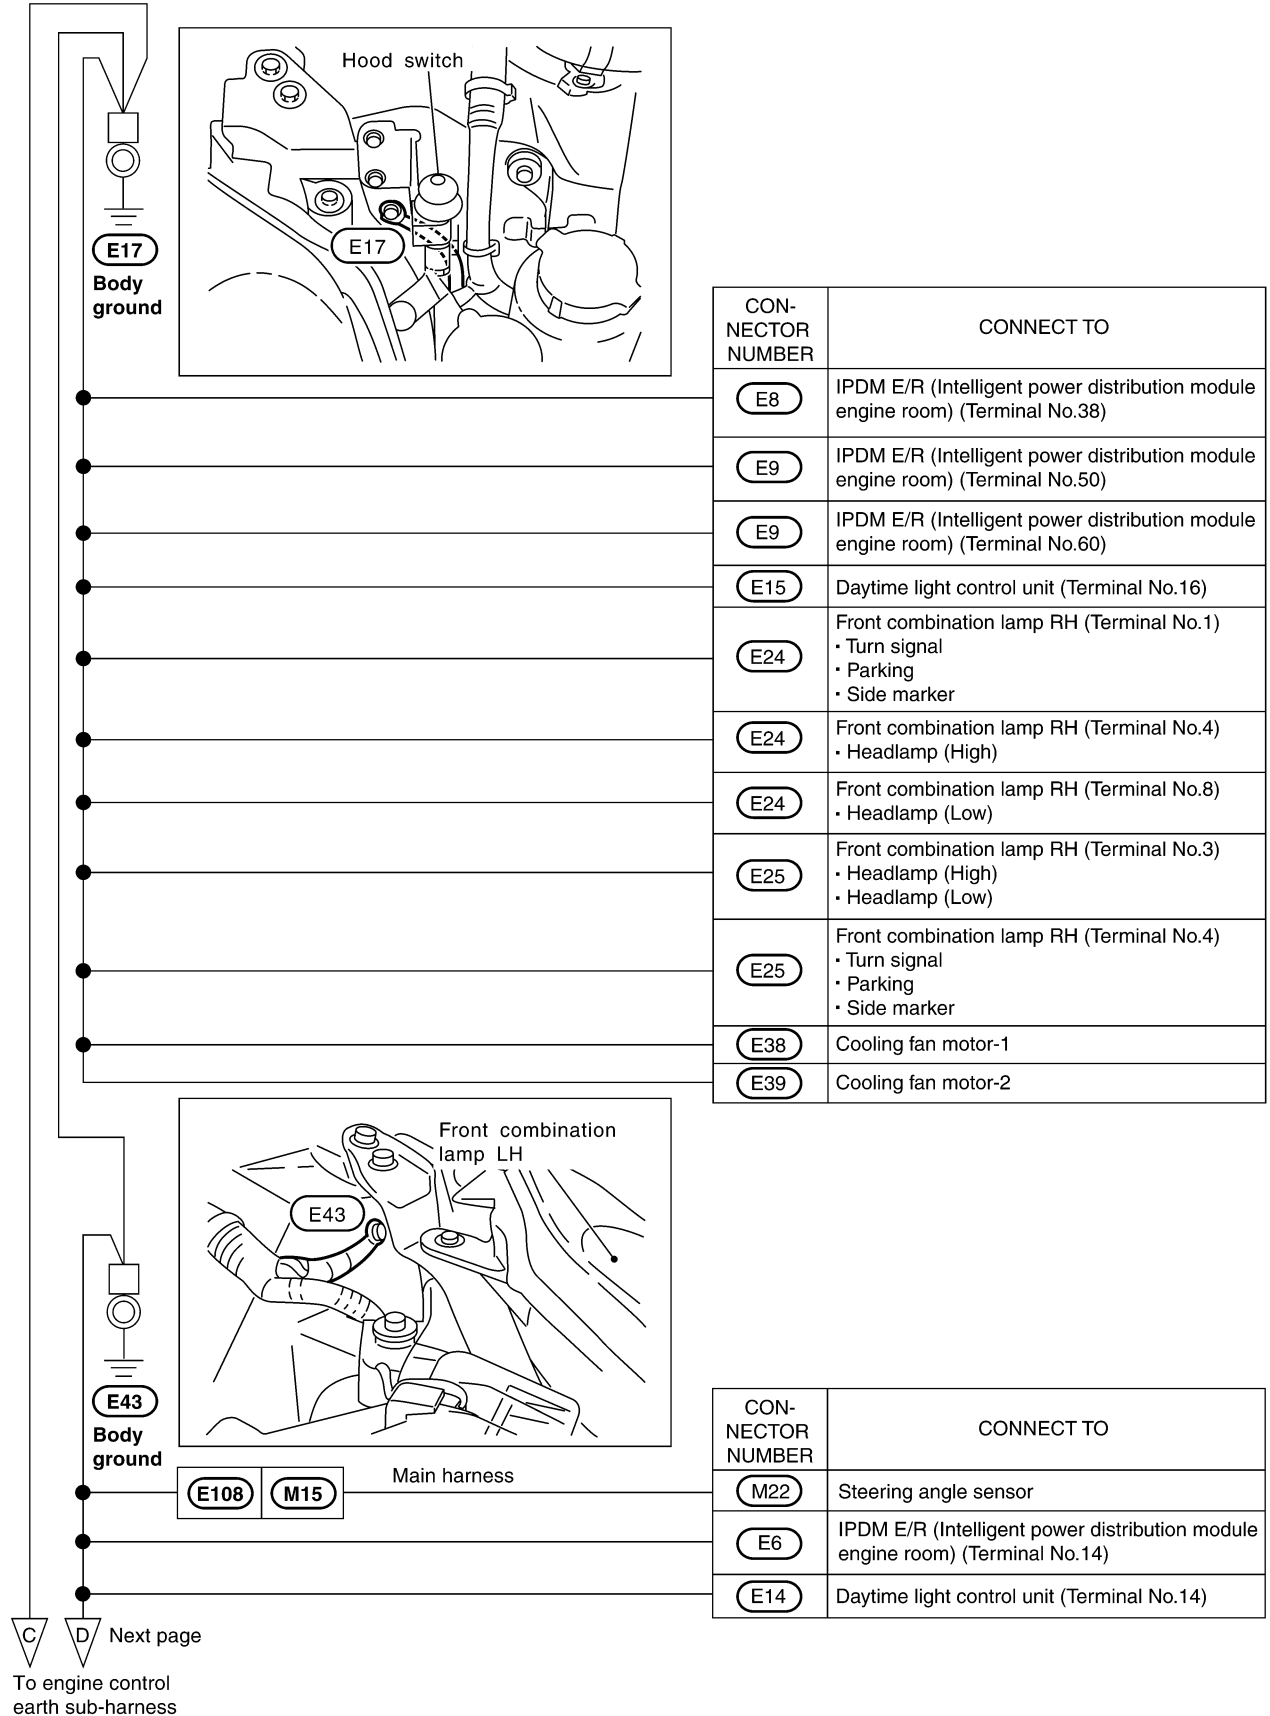 Hood switch
E17
E17
Body
ground
CON-
NECTOR
NUMBER
CONNECT TO
E8
IPDM E/R (Intelligent power distribution module
engine room) (Terminal No.38)
E9
IPDM E/R (Intelligent power distribution module
engine room) (Terminal No.50)
E9
IPDM E/R (Intelligent power distribution module
engine room) (Terminal No.60)
E15
Daytime light control unit (Terminal No.16)
E24
Front combination lamp RH (Terminal No.1)
· Turn signal
· Parking
· Side marker
E24
Front combination lamp RH (Terminal No.4)
· Headlamp (High)
E24
Front combination lamp RH (Terminal No.8)
· Headlamp (Low)
E25
Front combination lamp RH (Terminal No.3)
· Headlamp (High)
· Headlamp (Low)
E25
Front combination lamp RH (Terminal No.4)
· Turn signal
· Parking
· Side marker
E38
Cooling fan motor-1
E39
Cooling fan motor-2
Front combination
lamp LH
E43
E43
Body
ground
CON-
NECTOR
NUMBER
CONNECT TO
E108
M15
Main harness
M22
Steering angle sensor
E6
IPDM E/R (Intelligent power distribution module
engine room) (Terminal No.14)
E14
Daytime light control unit (Terminal No.14)
C
D
Next page
To engine control
earth sub-harness